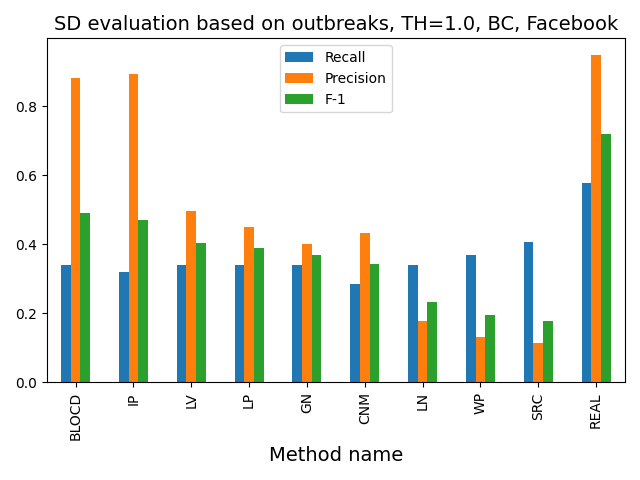 SD evaluation based on outbreaks, TH=1.0, BC, Facebook
Recall
Precision
F-1
0.8
0.6
0.4
0.2
0.0
BLOCD
IP
LV
LP
GN
CNM
LN
WP
SRC
REAL
Method name